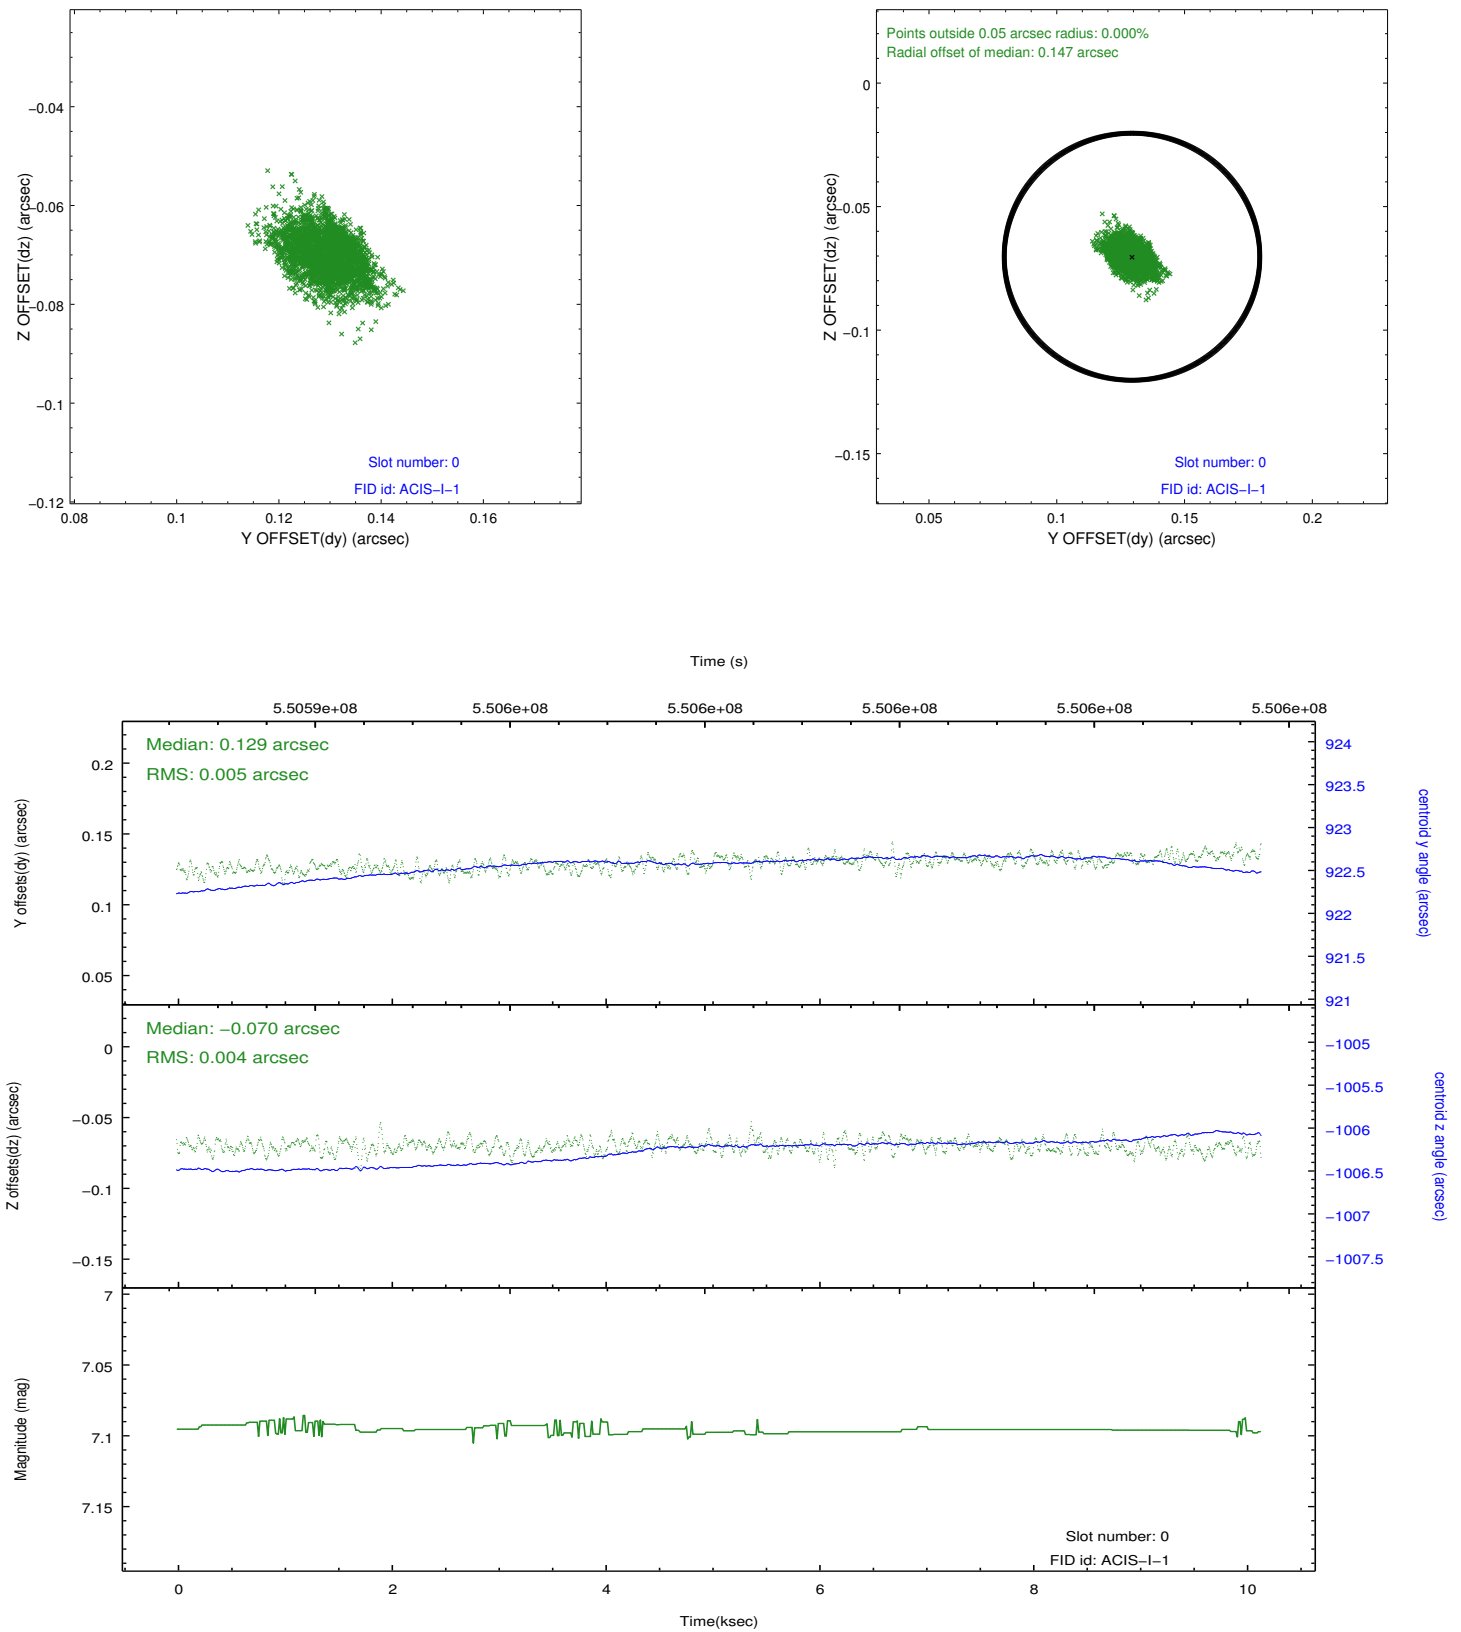 −0.04
−0.06
−0.08
−0.1
−0.12
Z OFFSET(dz) (arcsec)
Slot number: 0
FID id: ACIS−I−1
0.08
0.1
0.12
0.14
0.16
Y OFFSET(dy) (arcsec)
Points outside 0.05 arcsec radius: 0.000%
Radial offset of median: 0.147 arcsec
0
−0.05
−0.1
−0.15
Z OFFSET(dz) (arcsec)
Slot number: 0
FID id: ACIS−I−1
0.05
0.1
0.15
0.2
Y OFFSET(dy) (arcsec)
Time (s)
5.5059e+08
5.506e+08
5.506e+08
5.506e+08
5.506e+08
5.506e+08
Median: 0.129 arcsec
RMS: 0.005 arcsec
0.2
0.15
0.1
0.05
Y offsets(dy) (arcsec)
924
923.5
923
922.5
922
921.5
921
centroid y angle (arcsec)
Median: −0.070 arcsec
RMS: 0.004 arcsec
0
−0.05
−0.1
−0.15
Z offsets(dz) (arcsec)
−1005
−1005.5
−1006
−1006.5
−1007
−1007.5
centroid z angle (arcsec)
7
7.05
7.1
7.15
Magnitude (mag)
Slot number: 0
FID id: ACIS−I−1
0
2
4
6
8
10
Time(ksec)